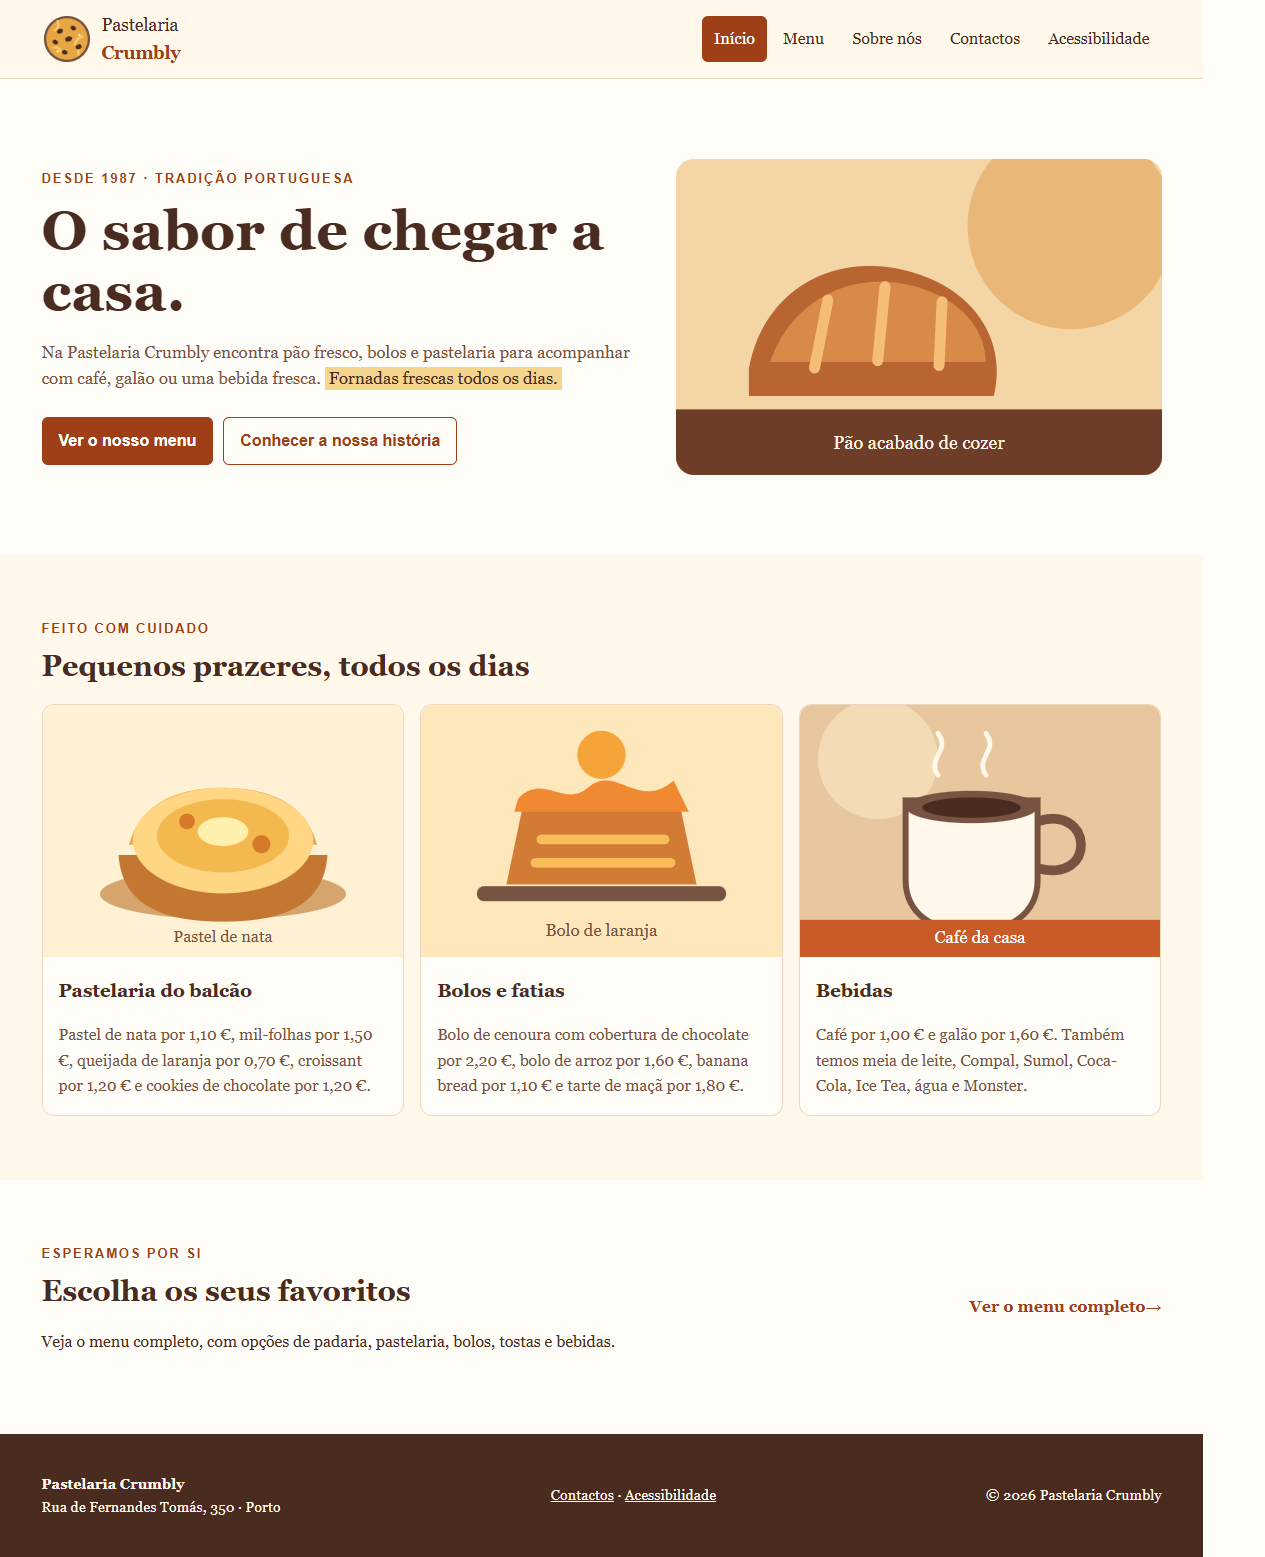 Pastelaria
Crumbly
Início
Menu
Sobre nós
Contactos
Acessibilidade
DESDE 1987 · TRADIÇÃO PORTUGUESA
O sabor de chegar a
casa.
Na Pastelaria Crumbly encontra pão fresco, bolos e pastelaria para acompanhar
com café, galão ou uma bebida fresca. Fornadas frescas todos os dias.
Ver o nosso menu
Conhecer a nossa história
Pão acabado de cozer
FEITO COM CUIDADO
Pequenos prazeres, todos os dias
Pastel de nata
Pastelaria do balcão
Pastel de nata por 1,10 €, mil-folhas por 1,50
€, queijada de laranja por 0,70 €, croissant
por 1,20 € e cookies de chocolate por 1,20 €.
Bolo de laranja
Bolos e fatias
Bolo de cenoura com cobertura de chocolate
por 2,20 €, bolo de arroz por 1,60 €, banana
bread por 1,10 € e tarte de maçã por 1,80 €.
Café da casa
Bebidas
Café por 1,00 € e galão por 1,60 €. Também
temos meia de leite, Compal, Sumol, Coca-
Cola, Ice Tea, água e Monster.
ESPERAMOS POR SI
Escolha os seus favoritos
Veja o menu completo, com opções de padaria, pastelaria, bolos, tostas e bebidas.
Ver o menu completo→
Pastelaria Crumbly
Rua de Fernandes Tomás, 350 · Porto
Contactos · Acessibilidade
© 2026 Pastelaria Crumbly